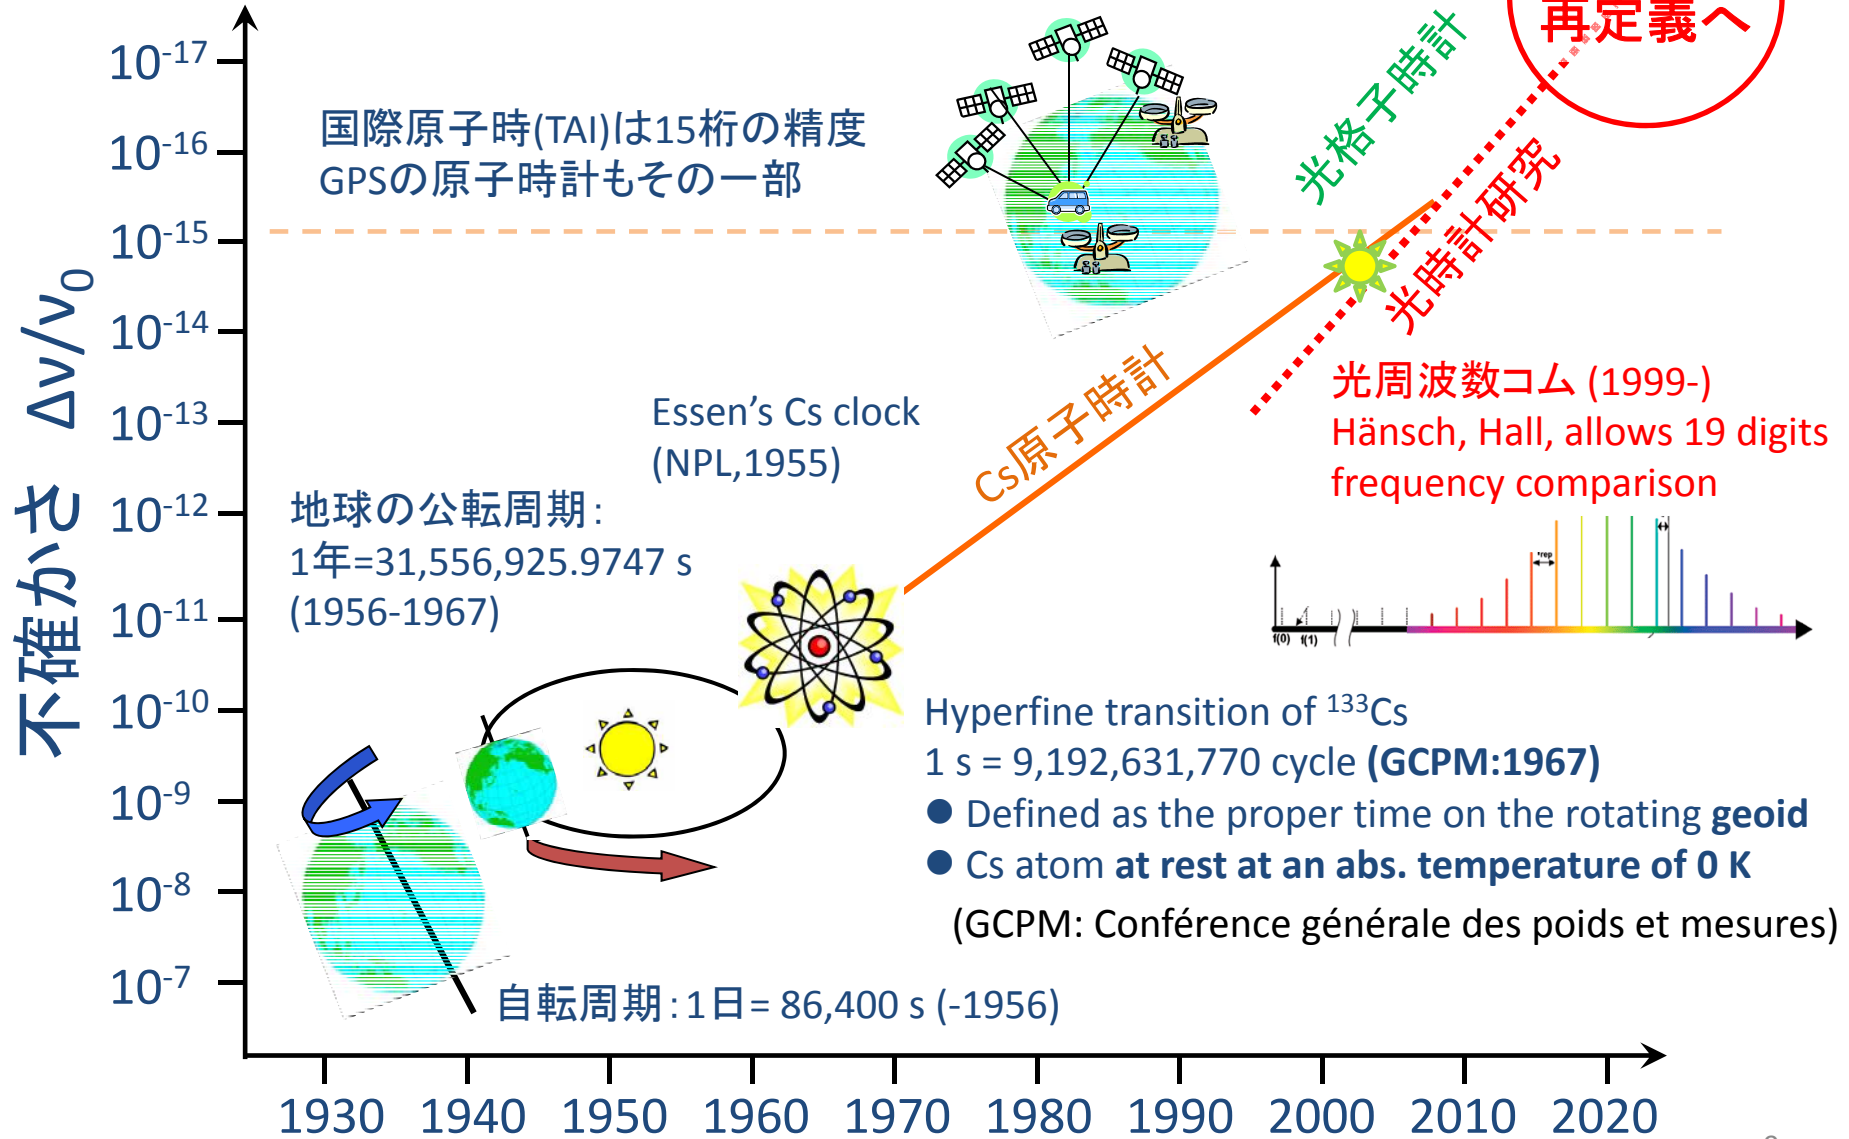 再定義へ
10-17
国際原子時(TAI)は15桁の精度
10-16
GPSの原子時計もその一部
光格子時計
10-15
光時計研究
10-14
不確かさ Δν/ν0
光周波数コム (1999-)
Hänsch, Hall, allows 19 digits
frequency comparison
10-13
Essen's Cs clock
(NPL,1955)
Cs原子時計
10-12
地球の公転周期:
1年=31,556,925.9747 s
(1956-1967)
10-11
f(0) f(1)
10-10
Hyperfine transition of 133Cs
1 s = 9,192,631,770 cycle (GCPM:1967)
10-9
● Defined as the proper time on the rotating geoid
● Cs atom at rest at an abs. temperature of 0 K
10-8
(GCPM: Conférence générale des poids et mesures)
10-7
自転周期:1日= 86,400 s (-1956)
1930 1940 1950 1960 1970 1980 1990 2000 2010 2020